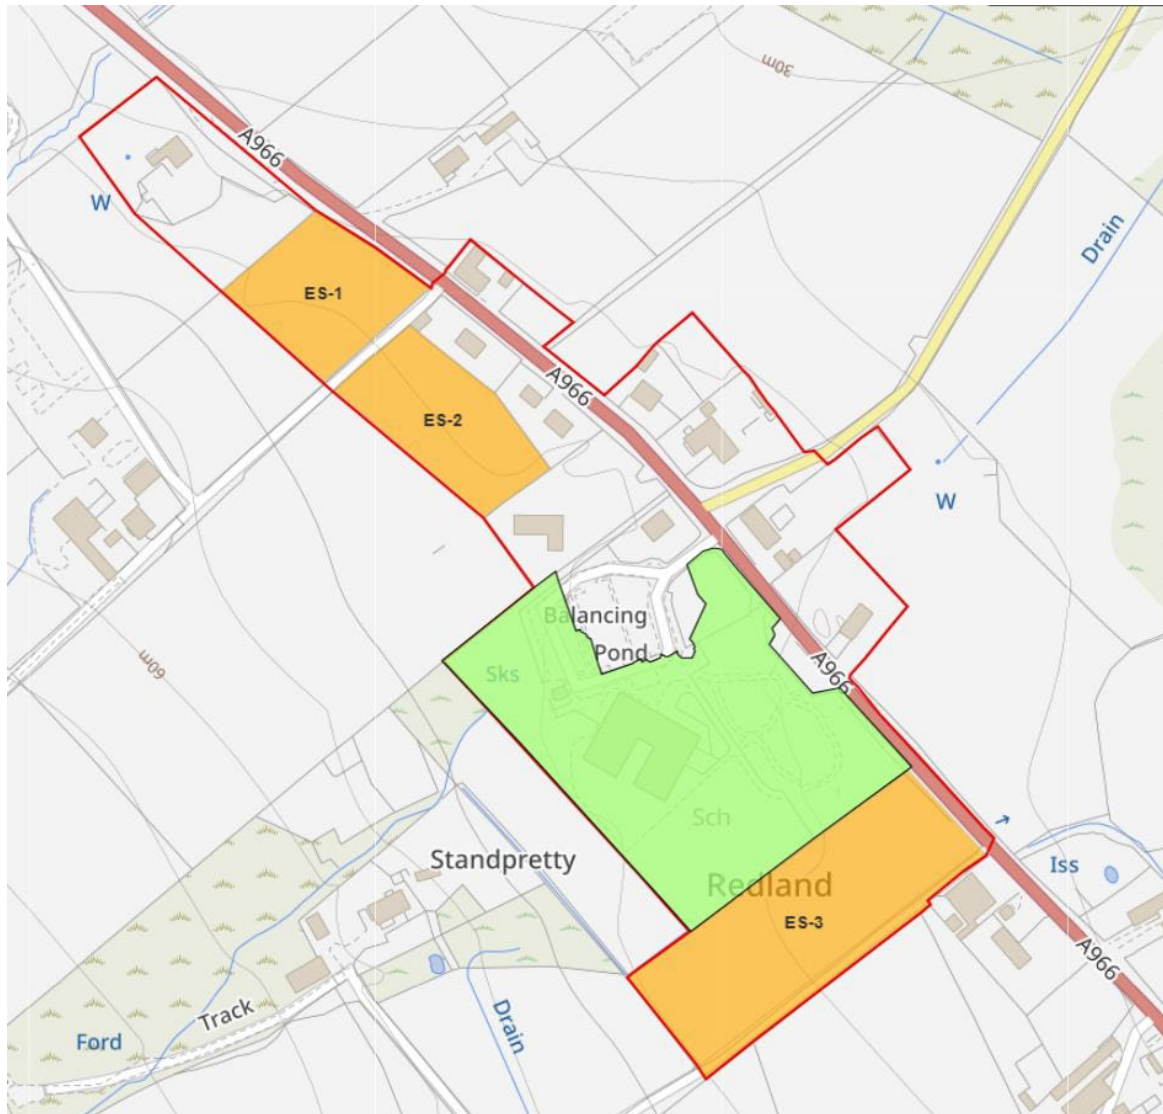 30m
A966
W
Drain
ES-1
A966
ES-2
W
Balancing
Pond
A966
60m
Sks
Sch
Standpretty
Iss
Redland
ES-3
A966
Track
Drain
Ford